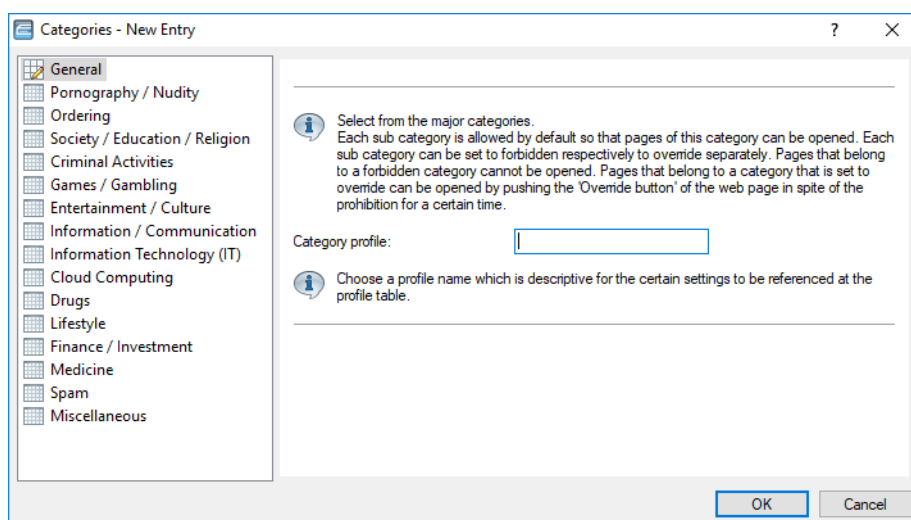 Categories - New Entry
?
General
Pornography / Nudity
Ordering
Society / Education / Religion
Criminal Activities
Games / Gambling
Entertainment / Culture
Information / Communication
Information Technology (IT)
Cloud Computing
Drugs
Lifestyle
Finance / Investment
Medicine
Spam
Miscellaneous
Select from the major categories.
Each sub category is allowed by default so that pages of this category can be opened. Each
sub category can be set to forbidden respectively to override separately. Pages that belong
to a forbidden category cannot be opened. Pages that belong to a category that is set to
override can be opened by pushing the 'Override button' of the web page in spite of the
prohibition for a certain time.
Category profile:
Choose a profile name which is descriptive for the certain settings to be referenced at the
profile table.
OK
Cancel